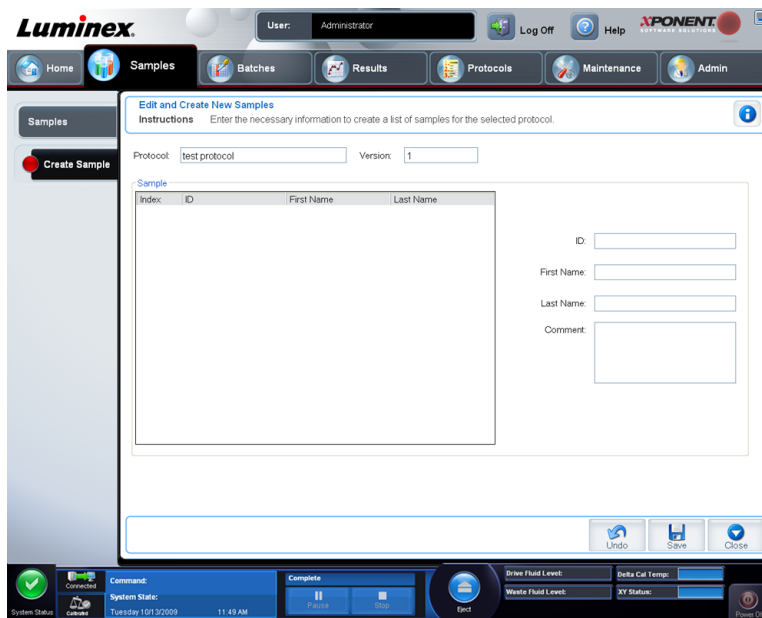 Luminex.
User: Administrator
Log Off
Help
XPONENT
SOFTWARE SOLUTIONS
Home
Samples
Batches
Results
Protocols
Maintenance
Admin
Samples
Create Sample
Edit and Create New Samples
Instructions Enter the necessary information to create a list of samples for the selected protocol.
Protocol: test protocol Version: 1
Sample
Index ID First Name Last Name
ID:
First Name:
Last Name:
Comment:
Undo
Save
Close
System Status
Connected
Calibrated
Command:
System State:
Tuesday 10/13/2009 11:49 AM
Complete
Pause
Stop
Eject
Drive Fluid Level:
Waste Fluid Level:
Delta Cal Temp:
XY Status:
Power Of